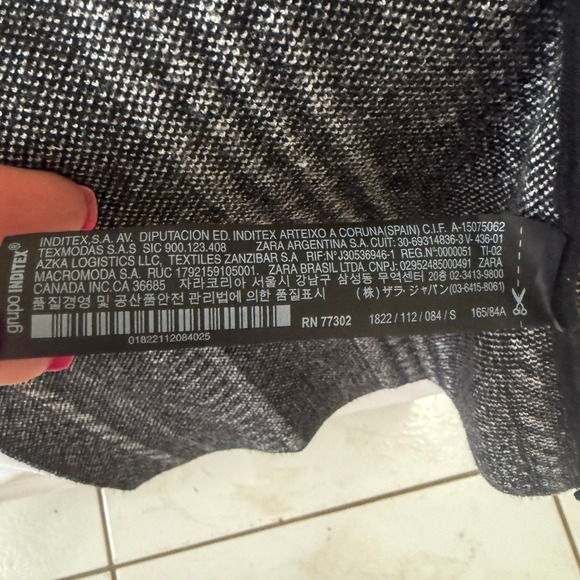 grupo INDITEX®
INDITEX,S.A. AV. DIPUTACION ED. INDITEX ARTEIXO A CORUNA(SPAIN) C.I.F. A-15075062
TEXMODAS S.A.S SIC 900.123.408 ZARA ARGENTINA S.A. CUIT: 30-69314836-3 V-436-01
AZKA LOGISTICS LLC., TEXTILES ZANZIBAR S.A. RIF:NºJ30536946-1 REG.Nº0000051 TI-02
MACROMODA S.A. RUC 1792159105001. ZARA BRASIL LTDA. CNPJ: 02952485000491 ZARA
CANADA INC.CA 36685 자라코리아 서울시 강남구 삼성동 무역센터 28층 02-3413-9800
품질경영 및 공산품안전 관리법에 의한 품질표시 (株) ザラ・ジャパン (03-6415-8061)
RN 77302 1822 / 112 / 084 / S 165/84A
01822112084025